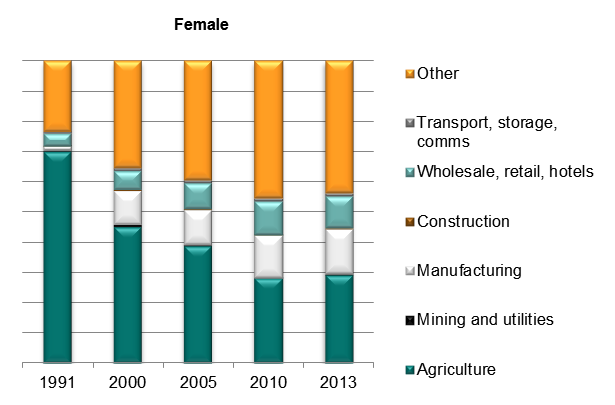 Female
Other
Transport, storage,
comms
Wholesale, retail, hotels
Construction
Manufacturing
Mining and utilities
Agriculture
1991 2000 2005 2010 2013